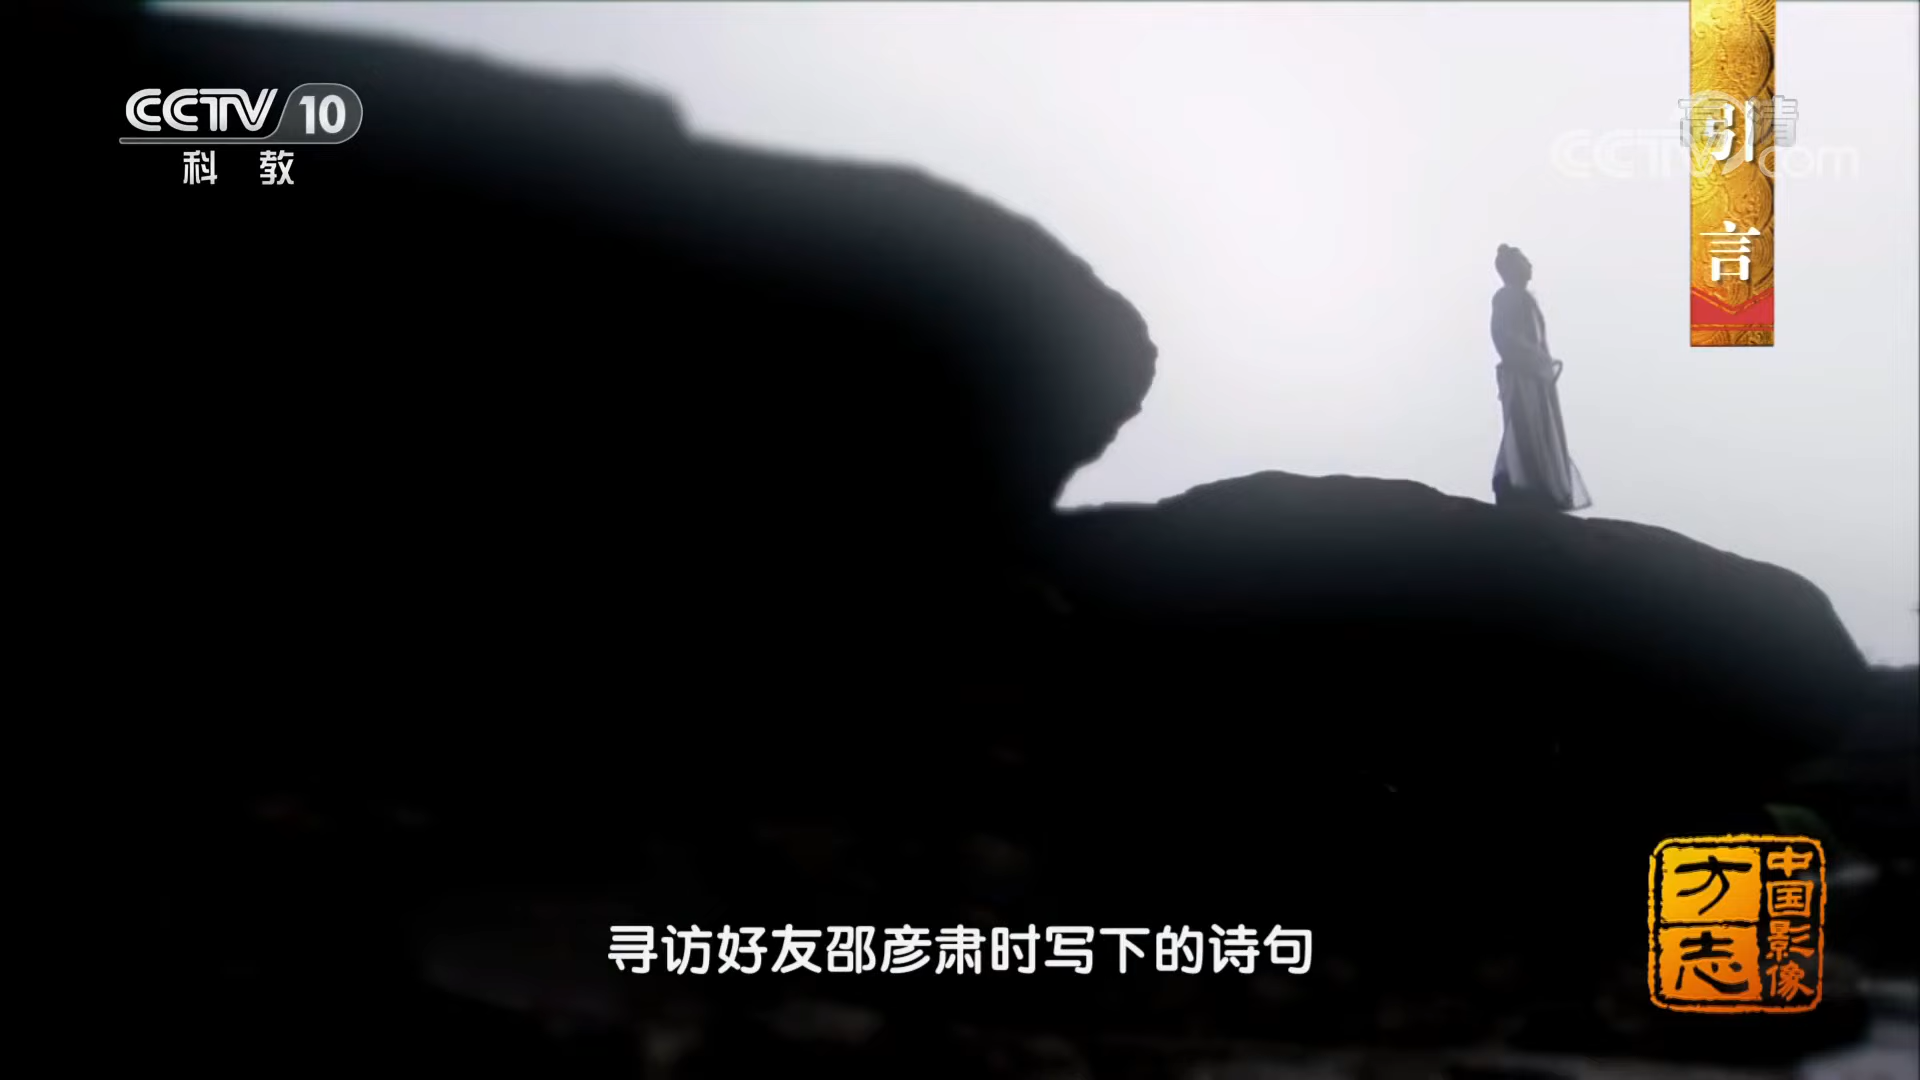 CCTV 10
科 教
高清
CCTV.com
引言
寻访好友邵彦肃时写下的诗句
中国影像
方志